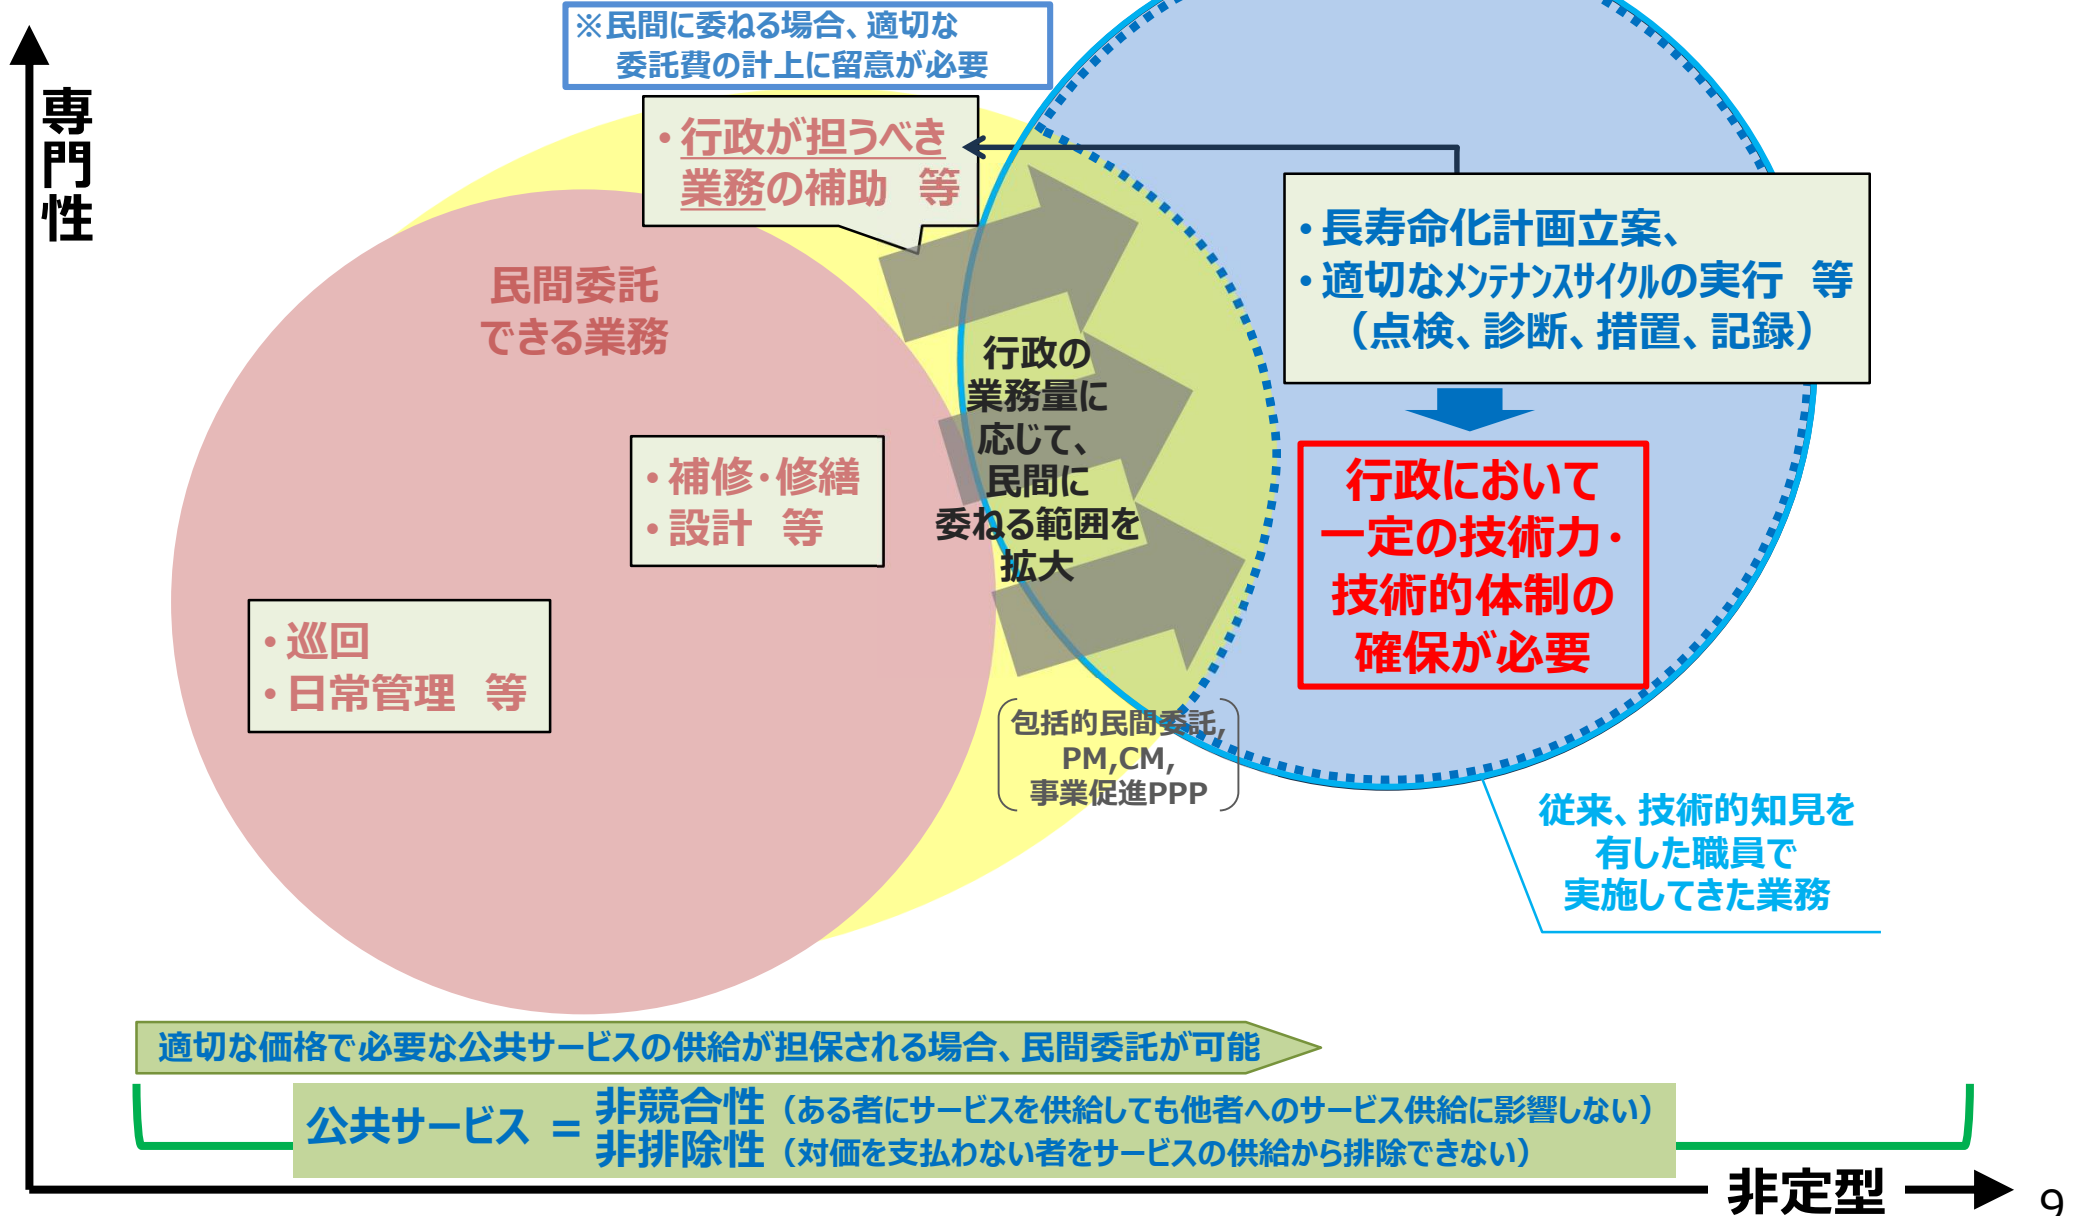 ※民間に委ねる場合、適切な
委託費の計上に留意が必要
専門性
・行政が担うべき
業務の補助　等
民間委託
できる業務
・長寿命化計画立案、
・適切なメンテナンスサイクルの実行　等
（点検、診断、措置、記録）
行政の
業務量に
応じて、
民間に
委ねる範囲を
拡大
・補修・修繕
・設計　等
行政において
一定の技術力・
技術的体制の
確保が必要
・巡回
・日常管理　等
包括的民間委託,
PM,CM,
事業促進PPP
従来、技術的知見を
有した職員で
実施してきた業務
適切な価格で必要な公共サービスの供給が担保される場合、民間委託が可能
公共サービス ＝
非競合性（ある者にサービスを供給しても他者へのサービス供給に影響しない）
非排除性（対価を支払わない者をサービスの供給から排除できない）
非定型
9